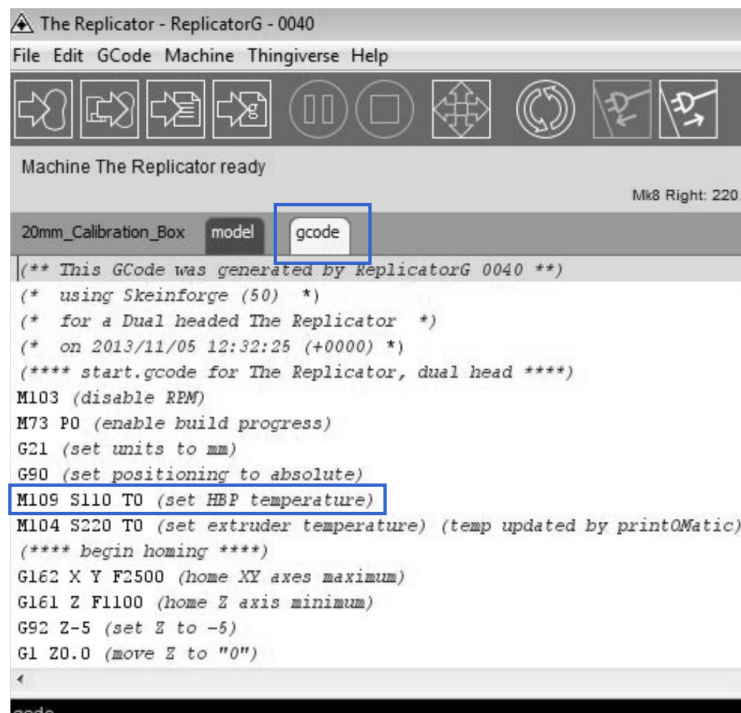 The Replicator - ReplicatorG - 0040
File Edit GCode Machine Thingiverse Help
Machine The Replicator ready
Mk8 Right: 220.
20mm_Calibration_Box model gcode
(** This GCode was generated by ReplicatorG 0040 **)
(* using Skeinforge (50) *)
(* for a Dual headed The Replicator *)
(* on 2013/11/05 12:32:25 (+0000) *)
(**** start.gcode for The Replicator, dual head ****)
M103 (disable RPM)
M73 P0 (enable build progress)
G21 (set units to mm)
G90 (set positioning to absolute)
M109 S110 T0 (set HBP temperature)
M104 S220 T0 (set extruder temperature) (temp updated by printOMatic)
(**** begin homing ****)
G162 X Y F2500 (home XY axes maximum)
G161 Z F1100 (home Z axis minimum)
G92 Z-5 (set Z to -5)
G1 Z0.0 (move Z to "0")